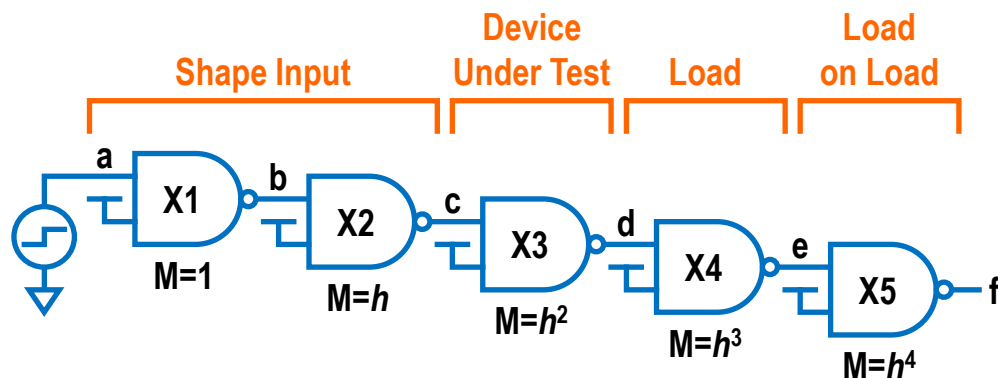 Shape Input
Device
Under Test
Load
Load
on Load
a
X1
M=1
b
X2
M=h
c
X3
M=h²
d
X4
M=h³
e
X5
M=h⁴
f